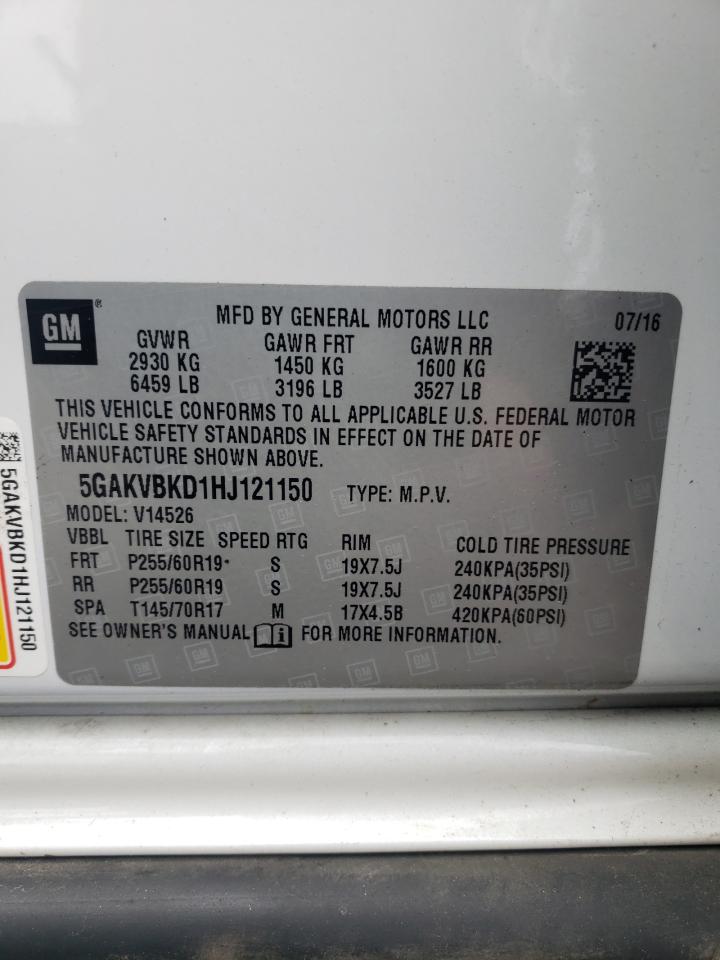 GM®
MFD BY GENERAL MOTORS LLC 07/16
GVWR GAWR FRT GAWR RR
2930 KG 1450 KG 1600 KG
6459 LB 3196 LB 3527 LB
THIS VEHICLE CONFORMS TO ALL APPLICABLE U.S. FEDERAL MOTOR
VEHICLE SAFETY STANDARDS IN EFFECT ON THE DATE OF
MANUFACTURE SHOWN ABOVE.
5GAKVBKD1HJ121150 TYPE: M.P.V.
MODEL: V14526
VBBL TIRE SIZE SPEED RTG RIM COLD TIRE PRESSURE
FRT P255/60R19* S 19X7.5J 240KPA(35PSI)
RR P255/60R19 S 19X7.5J 240KPA(35PSI)
SPA T145/70R17 M 17X4.5B 420KPA(60PSI)
SEE OWNER'S MANUAL i FOR MORE INFORMATION.
5GAKVBKD1HJ121150